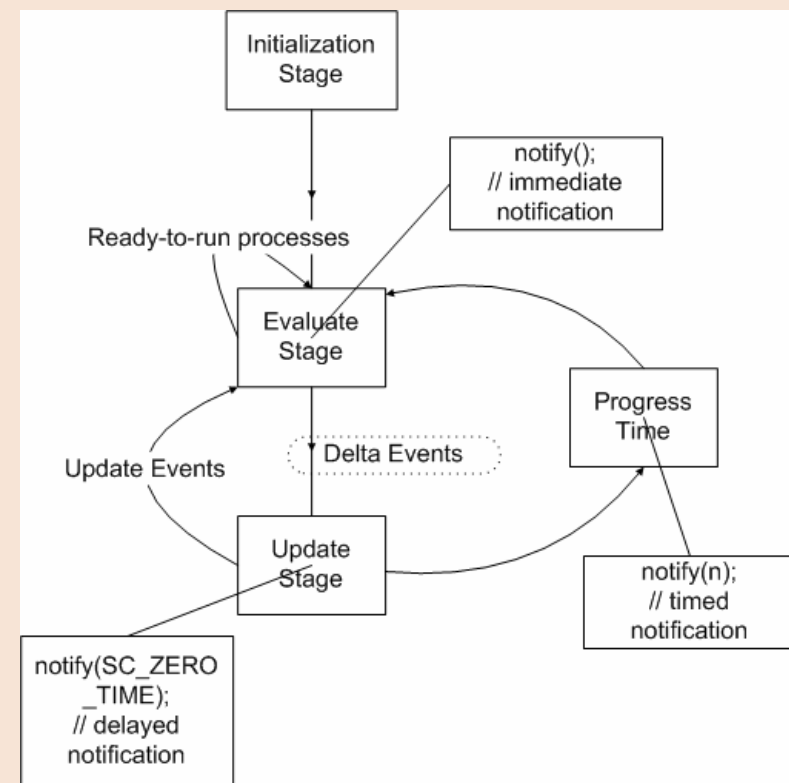 Initialization
Stage
notify();
// immediate
notification
Ready-to-run processes
Evaluate
Stage
Progress
Time
Delta Events
Update Events
Update
Stage
notify(n);
// timed
notification
notify(SC_ZERO
_TIME);
// delayed
notification